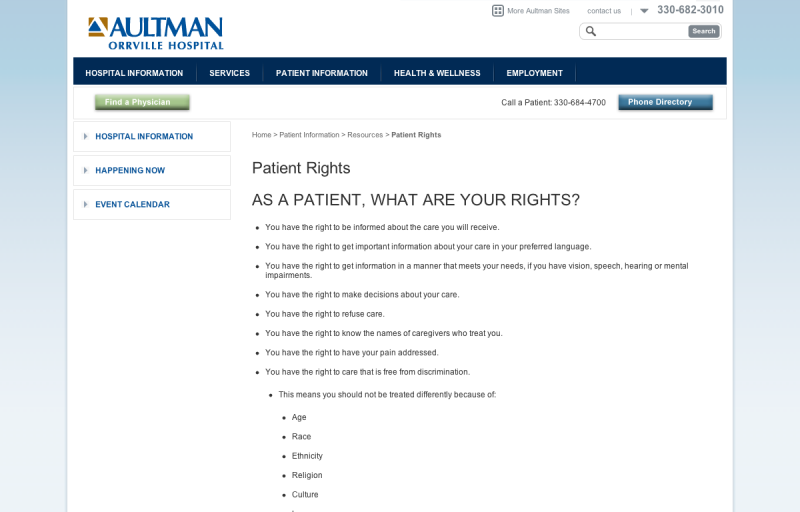 More Aultman Sites
contact us
330-682-3010
AULTMAN
ORRVILLE HOSPITAL
Search
HOSPITAL INFORMATION
SERVICES
PATIENT INFORMATION
HEALTH & WELLNESS
EMPLOYMENT
Find a Physician
Call a Patient: 330-684-4700
Phone Directory
HOSPITAL INFORMATION
HAPPENING NOW
EVENT CALENDAR
Home > Patient Information > Resources > Patient Rights
Patient Rights
AS A PATIENT, WHAT ARE YOUR RIGHTS?
You have the right to be informed about the care you will receive.
You have the right to get important information about your care in your preferred language.
You have the right to get information in a manner that meets your needs, if you have vision, speech, hearing or mental
impairments.
You have the right to make decisions about your care.
You have the right to refuse care.
You have the right to know the names of caregivers who treat you.
You have the right to have your pain addressed.
You have the right to care that is free from discrimination.
This means you should not be treated differently because of:
Age
Race
Ethnicity
Religion
Culture